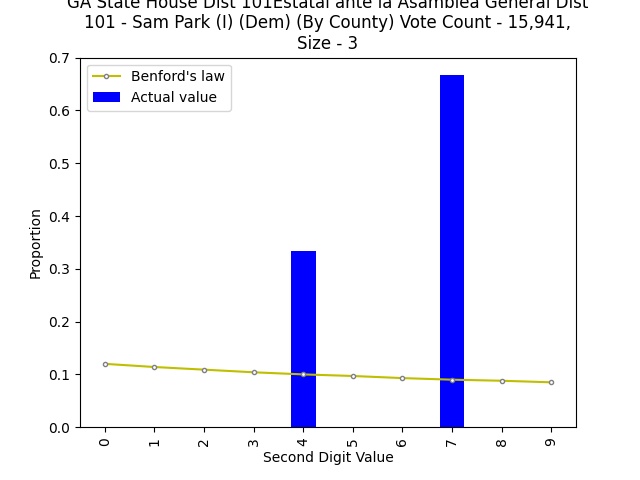 GA State House Dist 101Estatal ante la Asamblea General Dist
101 - Sam Park (I) (Dem) (By County) Vote Count - 15,941,
Size - 3
Benford's law
Actual value
0.7
0.6
0.5
0.4
0.3
0.2
0.1
0.0
Proportion
0
1
2
3
4
5
6
7
8
9
Second Digit Value